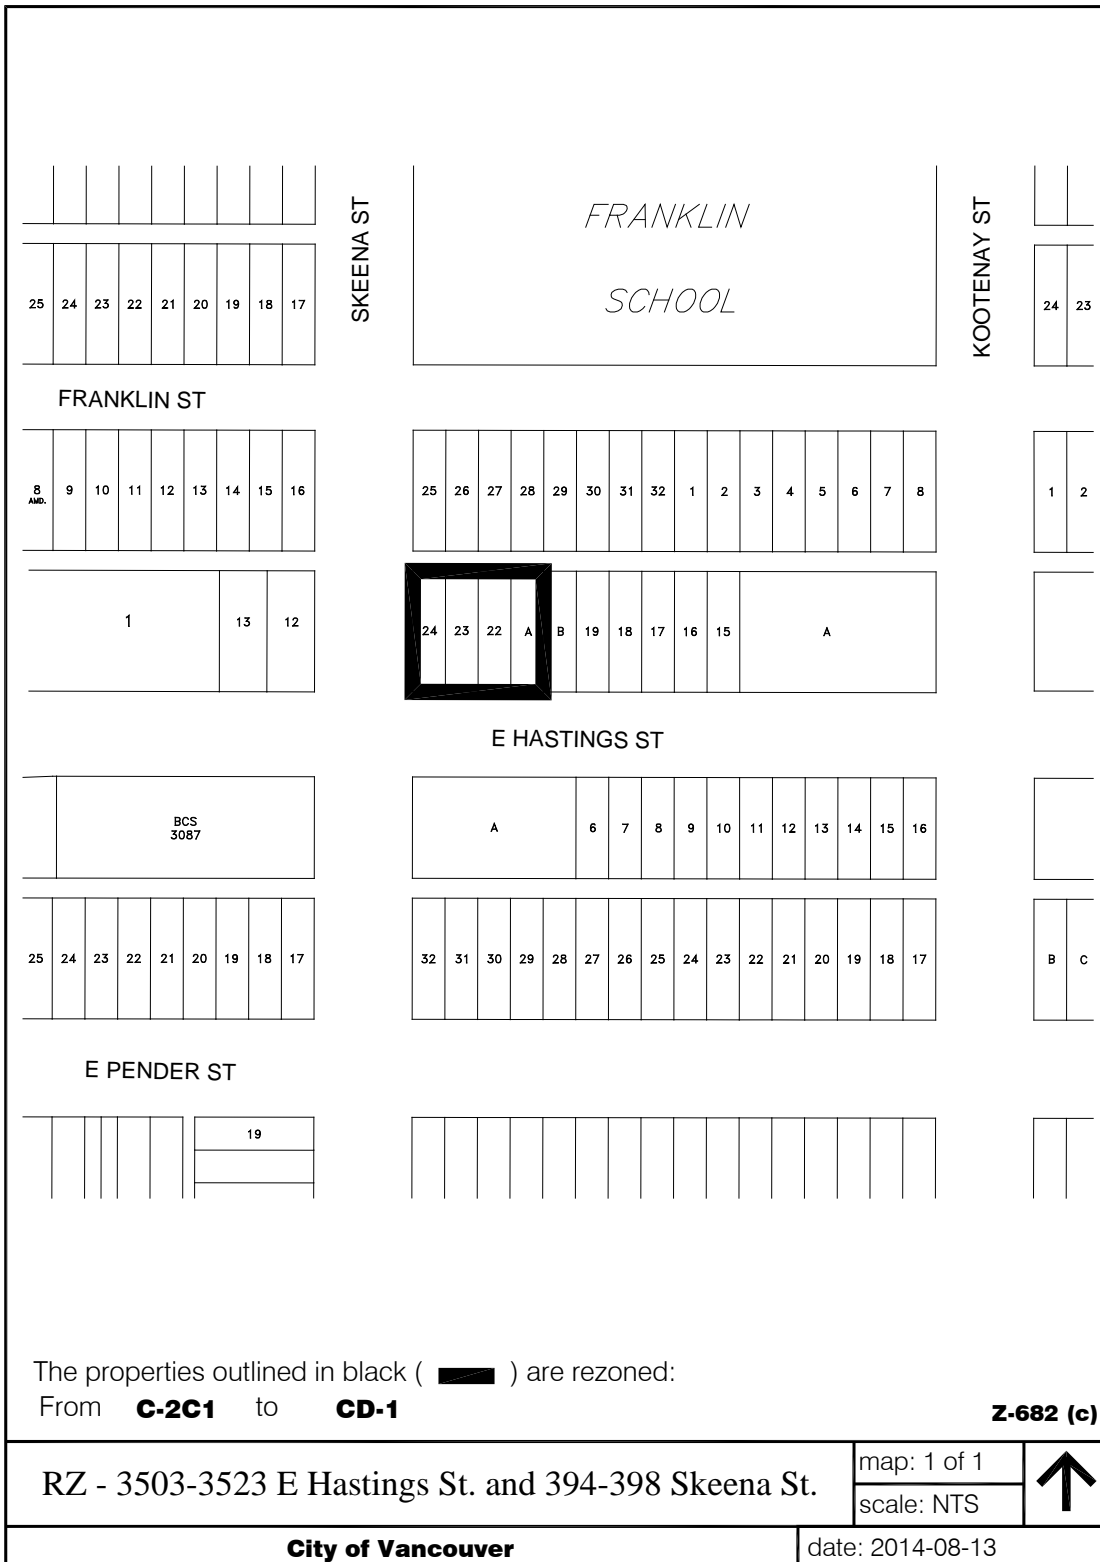 FRANKLIN
SCHOOL
SKEENA ST
KOOTENAY ST
25 24 23 22 21 20 19 18 17
24 23
FRANKLIN ST
8 AMD. 9 10 11 12 13 14 15 16
25 26 27 28 29 30 31 32 1 2 3 4 5 6 7 8
1 2
1 13 12
24 23 22 A B 19 18 17 16 15 A
E HASTINGS ST
BCS
3087
A 6 7 8 9 10 11 12 13 14 15 16
25 24 23 22 21 20 19 18 17
32 31 30 29 28 27 26 25 24 23 22 21 20 19 18 17
B C
E PENDER ST
19
The properties outlined in black ( ) are rezoned:
From C-2C1 to CD-1
Z-682 (c)
RZ - 3503-3523 E Hastings St. and 394-398 Skeena St.
map: 1 of 1
scale: NTS
City of Vancouver
date: 2014-08-13